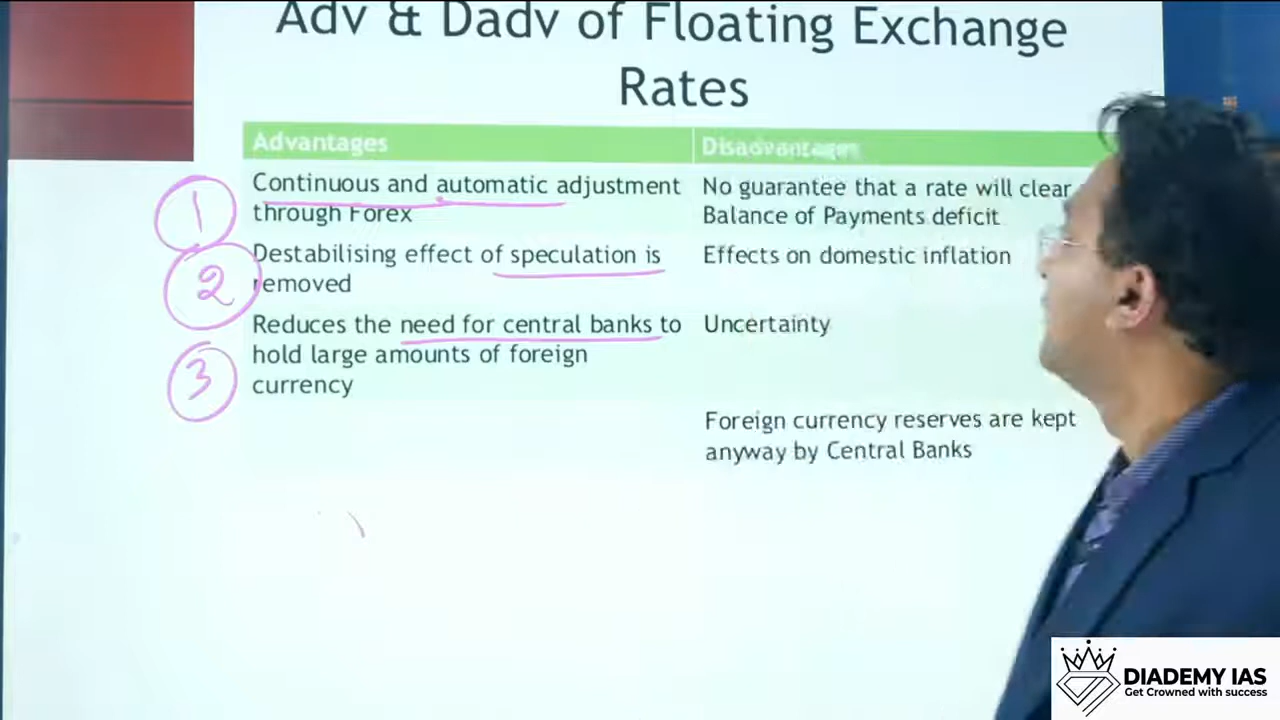 Adv & Dadv of Floating Exchange
Rates
Advantages
Disadvantages
1
Continuous and automatic adjustment
through Forex
No guarantee that a rate will clear
Balance of Payments deficit
2
Destabilising effect of speculation is
removed
Effects on domestic inflation
3
Reduces the need for central banks to
hold large amounts of foreign
currency
Uncertainty
Foreign currency reserves are kept
anyway by Central Banks
DIADEMY IAS
Get Crowned with success